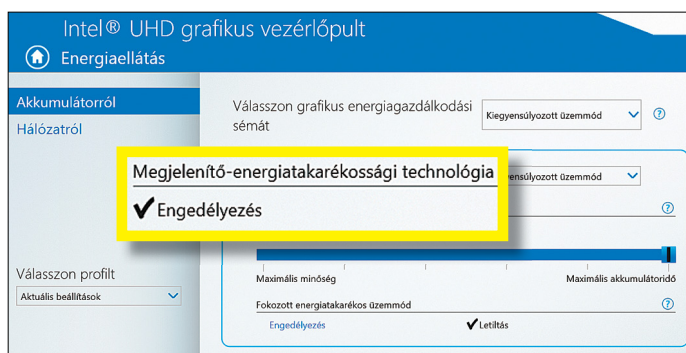 Intel® UHD grafikus vezérlőpult
Energiaellátás
Akkumulátorról
Hálózatról
Válasszon grafikus energiagazdálkodási
sémát
Kiegyensúlyozott üzemmód
?
Megjelenítő-energiatakarékossági technológia
✔Engedélyezés
üzemmód
?
Maximális minőség
Maximális akkumulátoridő
Fokozott energiatakarékos üzemmód
?
Engedélyezés
✔Letiltás
Válasszon profilt
Aktuális beállítások